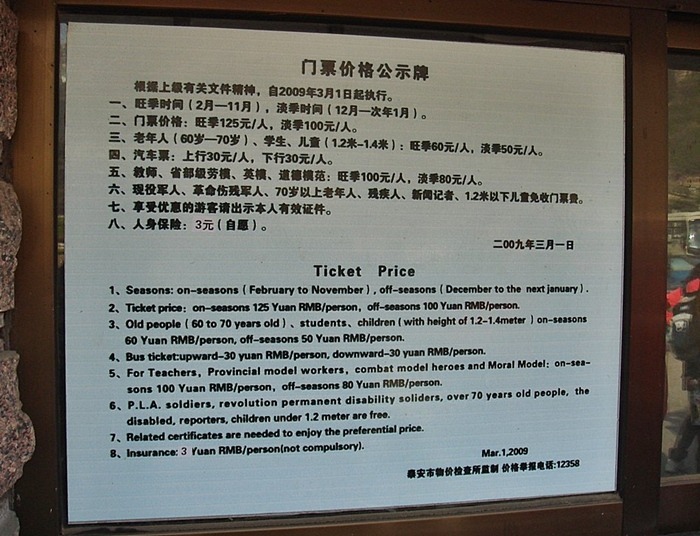 门票价格公示牌
根据上级有关文件精神，自2009年3月1日起执行。
一、旺季时间（2月—11月），淡季时间（12月—次年1月）。
二、门票价格：旺季125元/人，淡季100元/人。
三、老年人（60岁—70岁）、学生、儿童（1.2米-1.4米）：旺季60元/人，淡季50元/人。
四、汽车票：上行30元/人，下行30元/人。
五、教师、省部级劳模、英模、道德模范：旺季100元/人，淡季80元/人。
六、现役军人、革命伤残军人、70岁以上老年人、残疾人、新闻记者、1.2米以下儿童免收门票费。
七、享受优惠的游客请出示本人有效证件。
八、人身保险：3元（自愿）。
二00九年三月一日
Ticket Price
1、Seasons: on-seasons（February to November）, off-seasons（December to the next january）.
2、Ticket price: on-seasons 125 Yuan RMB/person, off-seasons 100 Yuan RMB/person.
3、Old people（60 to 70 years old）、students、children（with height of 1.2-1.4meter）on-seasons
60 Yuan RMB/person, off-seasons 50 Yuan RMB/person.
4、Bus ticket:upward-30 yuan RMB/person, downward-30 yuan RMB/person.
5、For Teachers, Provincial model workers, combat model heroes and Moral Model: on-sea-
sons 100 Yuan RMB/person, off-seasons 80 Yuan RMB/person.
6、P.L.A. soldiers, revolution permanent disability soliders, over 70 years old people, the
disabled, reporters, children under 1.2 meter are free.
7、Related certificates are needed to enjoy the preferential price.
8、Insurance: 3 Yuan RMB/person(not compulsory).
Mar.1,2009
泰安市物价检查所监制 价格举报电话:12358